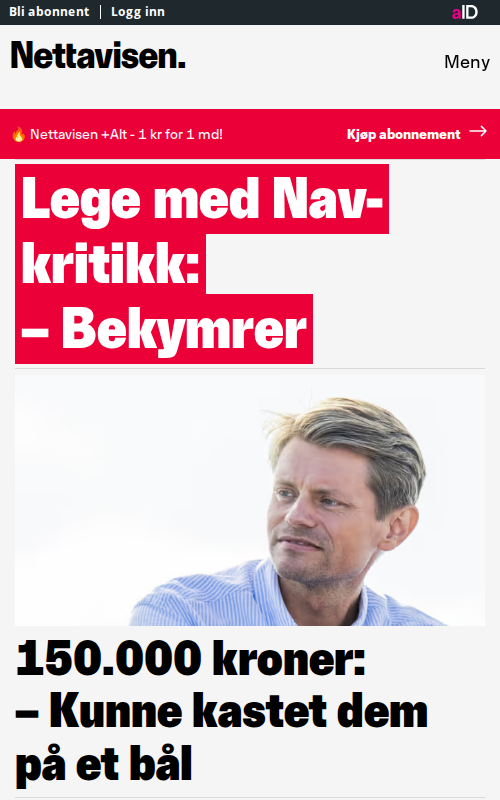 Bli abonnent | Logg inn
aID
Nettavisen.
Meny
🔥 Nettavisen +Alt - 1 kr for 1 md!
Kjøp abonnement →
Lege med Nav-
kritikk:
– Bekymrer
150.000 kroner:
– Kunne kastet dem
på et bål